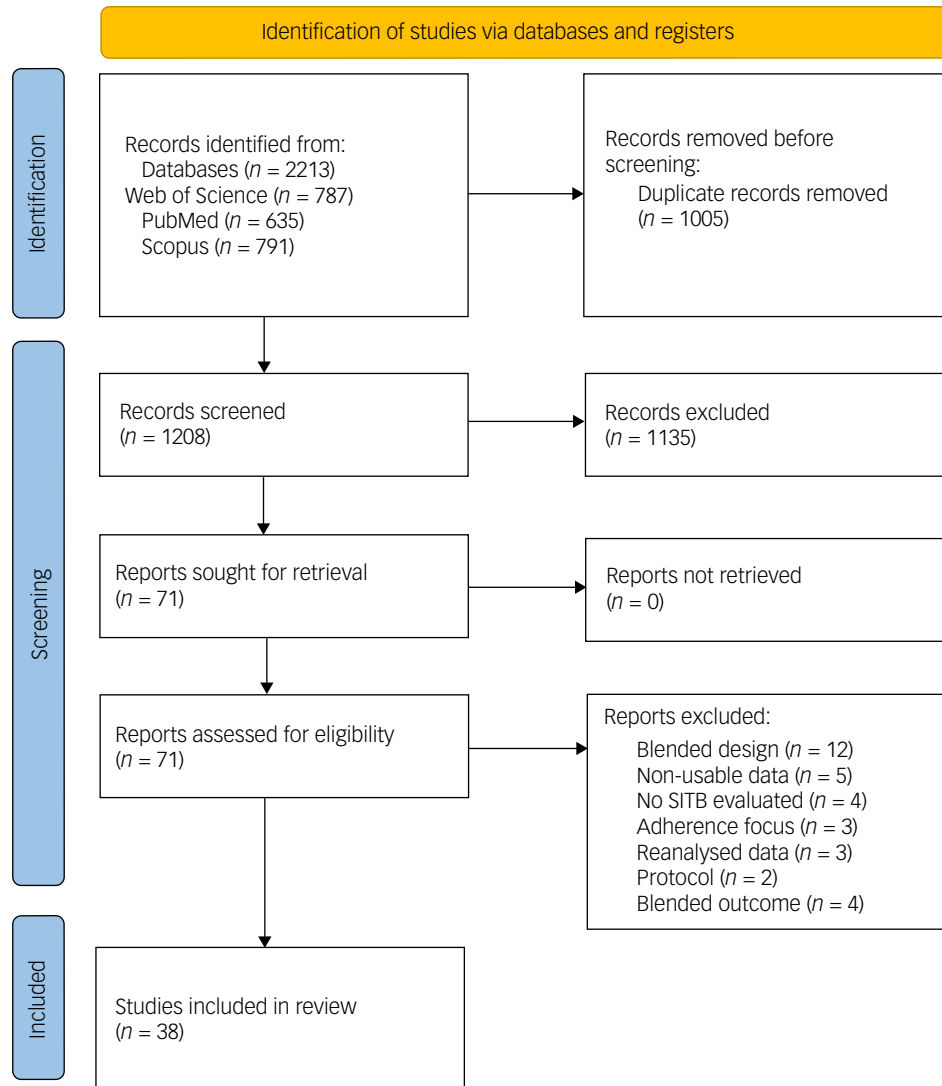 Identification of studies via databases and registers
Identification
Records identified from:
Databases (n = 2213)
Web of Science (n = 787)
PubMed (n = 635)
Scopus (n = 791)
Records removed before
screening:
Duplicate records removed
(n = 1005)
Screening
Records screened
(n = 1208)
Records excluded
(n = 1135)
Reports sought for retrieval
(n = 71)
Reports not retrieved
(n = 0)
Reports assessed for eligibility
(n = 71)
Reports excluded:
Blended design (n = 12)
Non-usable data (n = 5)
No SITB evaluated (n = 4)
Adherence focus (n = 3)
Reanalysed data (n = 3)
Protocol (n = 2)
Blended outcome (n = 4)
Included
Studies included in review
(n = 38)